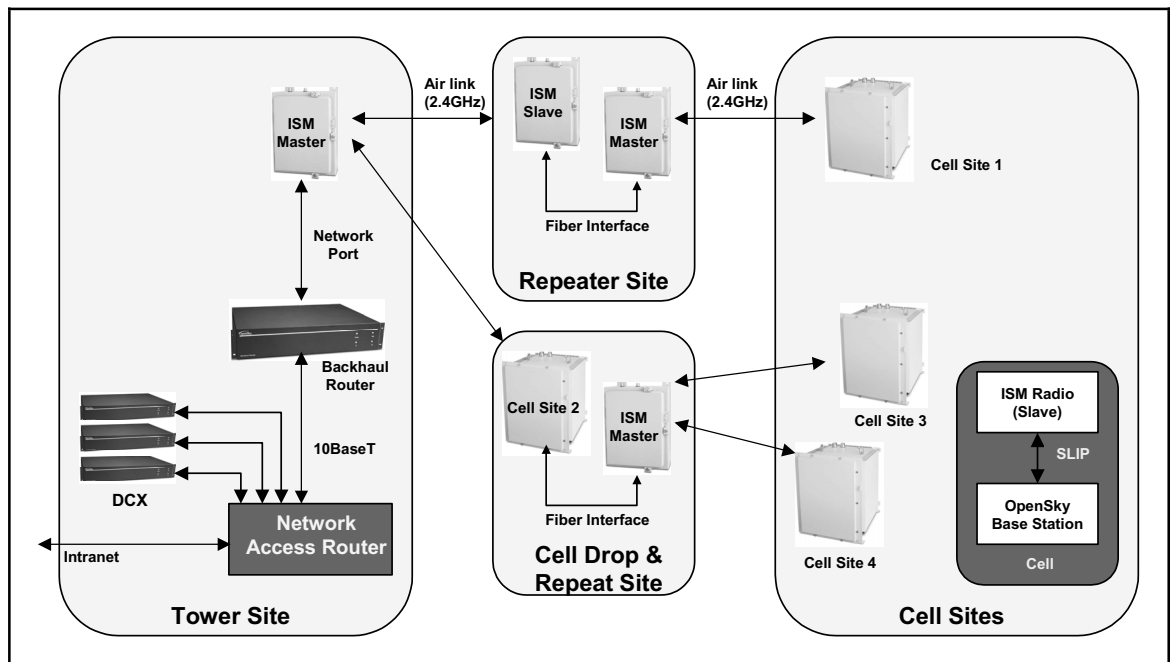 ISM
Master
Network
Port
Backhaul
Router
10BaseT
DCX
Network
Access Router
Intranet
Tower Site
Air link
(2.4GHz)
ISM
Slave
ISM
Master
Fiber Interface
Repeater Site
Air link
(2.4GHz)
Cell Site 2
ISM
Master
Fiber Interface
Cell Drop &
Repeat Site
Cell Site 1
Cell Site 3
Cell Site 4
ISM Radio
(Slave)
SLIP
OpenSky
Base Station
Cell
Cell Sites